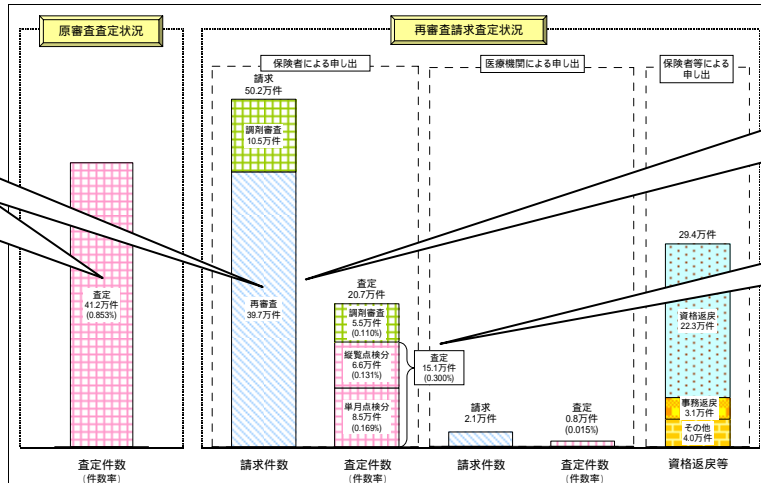 原審査査定状況
再審査請求査定状況
保険者による申し出
医療機関による申し出
保険者等による
申し出
請求
50.2万件
調剤審査
10.5万件
再審査
39.7万件
査定
41.2万件
(0.853%)
査定
20.7万件
調剤審査
5.5万件
(0.110%)
縦覧点検分
6.6万件
(0.131%)
単月点検分
8.5万件
(0.169%)
査定
15.1万件
(0.300%)
請求
2.1万件
査定
0.8万件
(0.015%)
29.4万件
資格返戻
22.3万件
事務返戻
3.1万件
その他
4.0万件
査定件数
(件数率)
請求件数
査定件数
(件数率)
請求件数
査定件数
(件数率)
資格返戻等